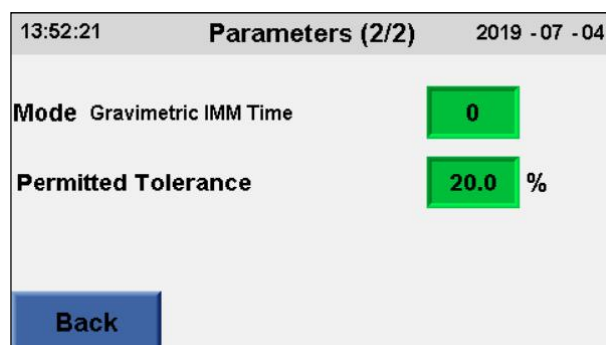 13:52:21 Parameters (2/2) 2019 - 07 - 04
Mode Gravimetric IMM Time 0
Permitted Tolerance 20.0 %
Back